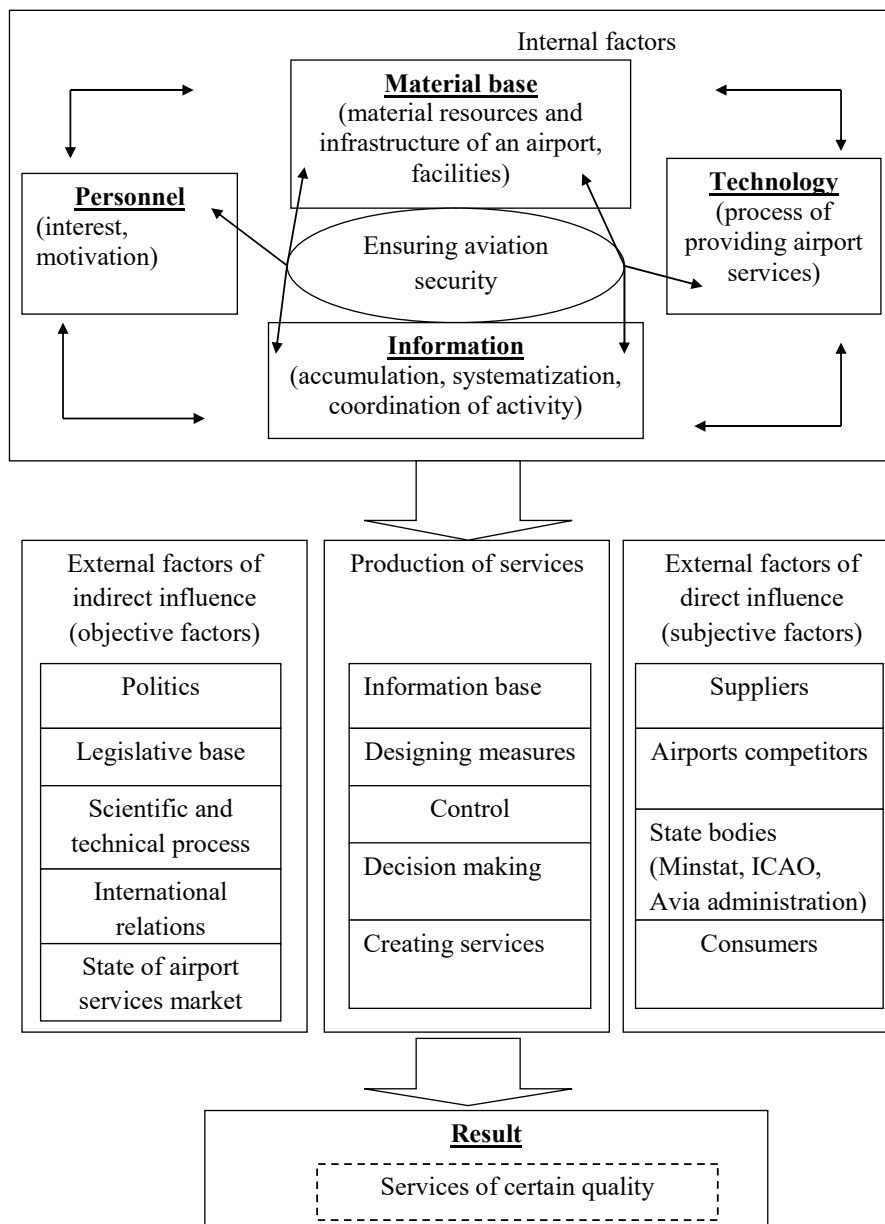 Internal factors
Material base
(material resources and
infrastructure of an airport,
facilities)
Personnel
(interest,
motivation)
Technology
(process of
providing airport
services)
Ensuring aviation
security
Information
(accumulation, systematization,
coordination of activity)
External factors of
indirect influence
(objective factors)
Politics
Legislative base
Scientific and
technical process
International
relations
State of airport
services market
Production of services
Information base
Designing measures
Control
Decision making
Creating services
External factors of
direct influence
(subjective factors)
Suppliers
Airports competitors
State bodies
(Minstat, ICAO,
Avia administration)
Consumers
Result
Services of certain quality